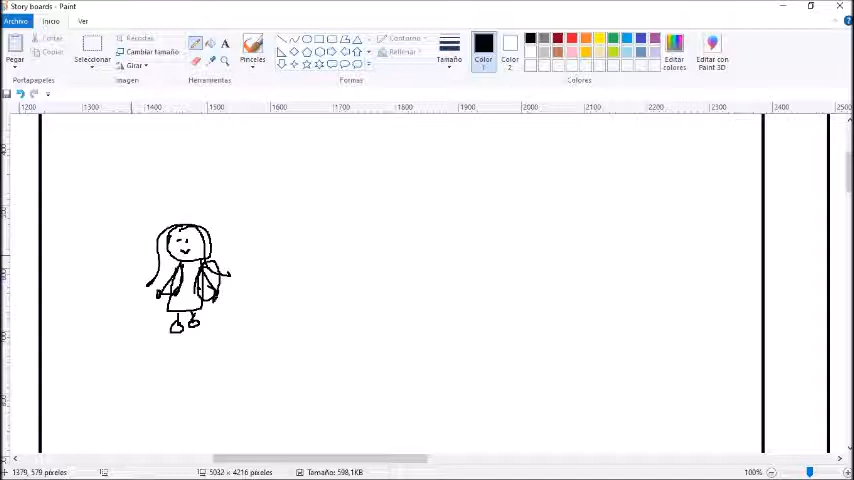 Story boards - Paint
Archivo Inicio Ver
Pegar
Cortar
Copiar
Portapapeles
Seleccionar
Recortar
Cambiar tamaño
Girar
Imagen
A
Herramientas
Pinceles
Contorno
Rellenar
Formas
Tamaño
Color 1
Color 2
Editar colores
Editar con Paint 3D
Colores
1200 1300 1400 1500 1600 1700 1800 1900 2000 2100 2200 2300 2400 2500
1379, 579 píxeles
5032 × 4216 píxeles
Tamaño: 598,1KB
100%